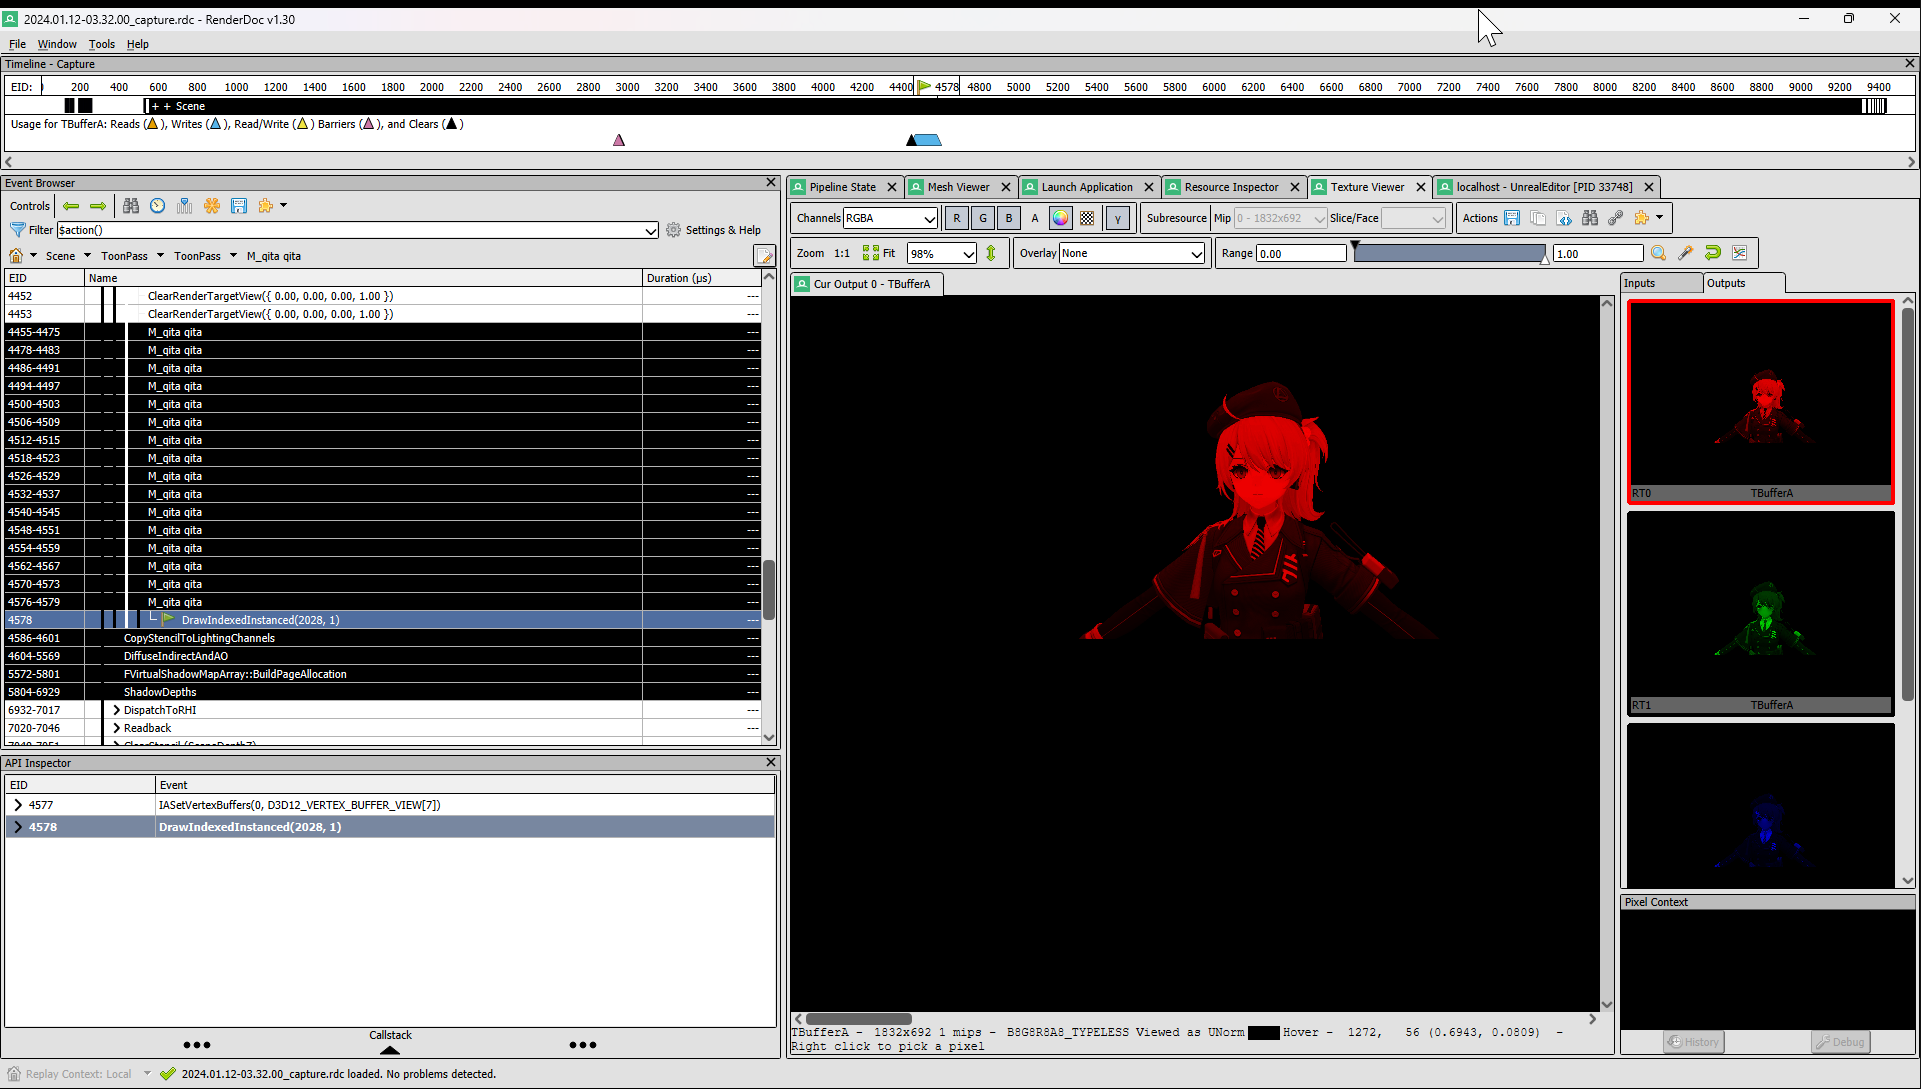 2024.01.12-03.32.00_capture.rdc - RenderDoc v1.30
File Window Tools Help
Timeline - Capture
EID: 200 400 600 800 1000 1200 1400 1600 1800 2000 2200 2400 2600 2800 3000 3200 3400 3600 3800 4000 4200 4400 4578 4800 5000 5200 5400 5600 5800 6000 6200 6400 6600 6800 7000 7200 7400 7600 7800 8000 8200 8400 8600 8800 9000 9200 9400
+ + Scene
Usage for TBufferA: Reads ( ), Writes ( ), Read/Write ( ) Barriers ( ), and Clears ( )
Event Browser
Controls
Filter $action() Settings & Help
Scene ToonPass ToonPass M_qita qita
EID Name Duration (µs)
4452 ClearRenderTargetView({ 0.00, 0.00, 0.00, 1.00 }) ---
4453 ClearRenderTargetView({ 0.00, 0.00, 0.00, 1.00 }) ---
4455-4475 M_qita qita ---
4478-4483 M_qita qita ---
4486-4491 M_qita qita ---
4494-4497 M_qita qita ---
4500-4503 M_qita qita ---
4506-4509 M_qita qita ---
4512-4515 M_qita qita ---
4518-4523 M_qita qita ---
4526-4529 M_qita qita ---
4532-4537 M_qita qita ---
4540-4545 M_qita qita ---
4548-4551 M_qita qita ---
4554-4559 M_qita qita ---
4562-4567 M_qita qita ---
4570-4573 M_qita qita ---
4576-4579 M_qita qita ---
4578 DrawIndexedInstanced(2028, 1) ---
4586-4601 CopyStencilToLightingChannels ---
4604-5569 DiffuseIndirectAndAO ---
5572-5801 FVirtualShadowMapArray::BuildPageAllocation ---
5804-6929 ShadowDepths ---
6932-7017 DispatchToRHI ---
7020-7046 Readback ---
API Inspector
EID Event
4577 IASetVertexBuffers(0, D3D12_VERTEX_BUFFER_VIEW[7])
4578 DrawIndexedInstanced(2028, 1)
Callstack
Pipeline State Mesh Viewer Launch Application Resource Inspector Texture Viewer localhost - UnrealEditor [PID 33748]
Channels RGBA R G B A γ Subresource Mip 0 - 1832x692 Slice/Face Actions
Zoom 1:1 Fit 98% Overlay None Range 0.00 1.00
Cur Output 0 - TBufferA
Inputs Outputs
RT0 TBufferA
RT1 TBufferA
Pixel Context
History Debug
TBufferA - 1832x692 1 mips - B8G8R8A8_TYPELESS Viewed as UNorm Hover - 1272, 56 (0.6943, 0.0809) -
Right click to pick a pixel
Replay Context: Local 2024.01.12-03.32.00_capture.rdc loaded. No problems detected.